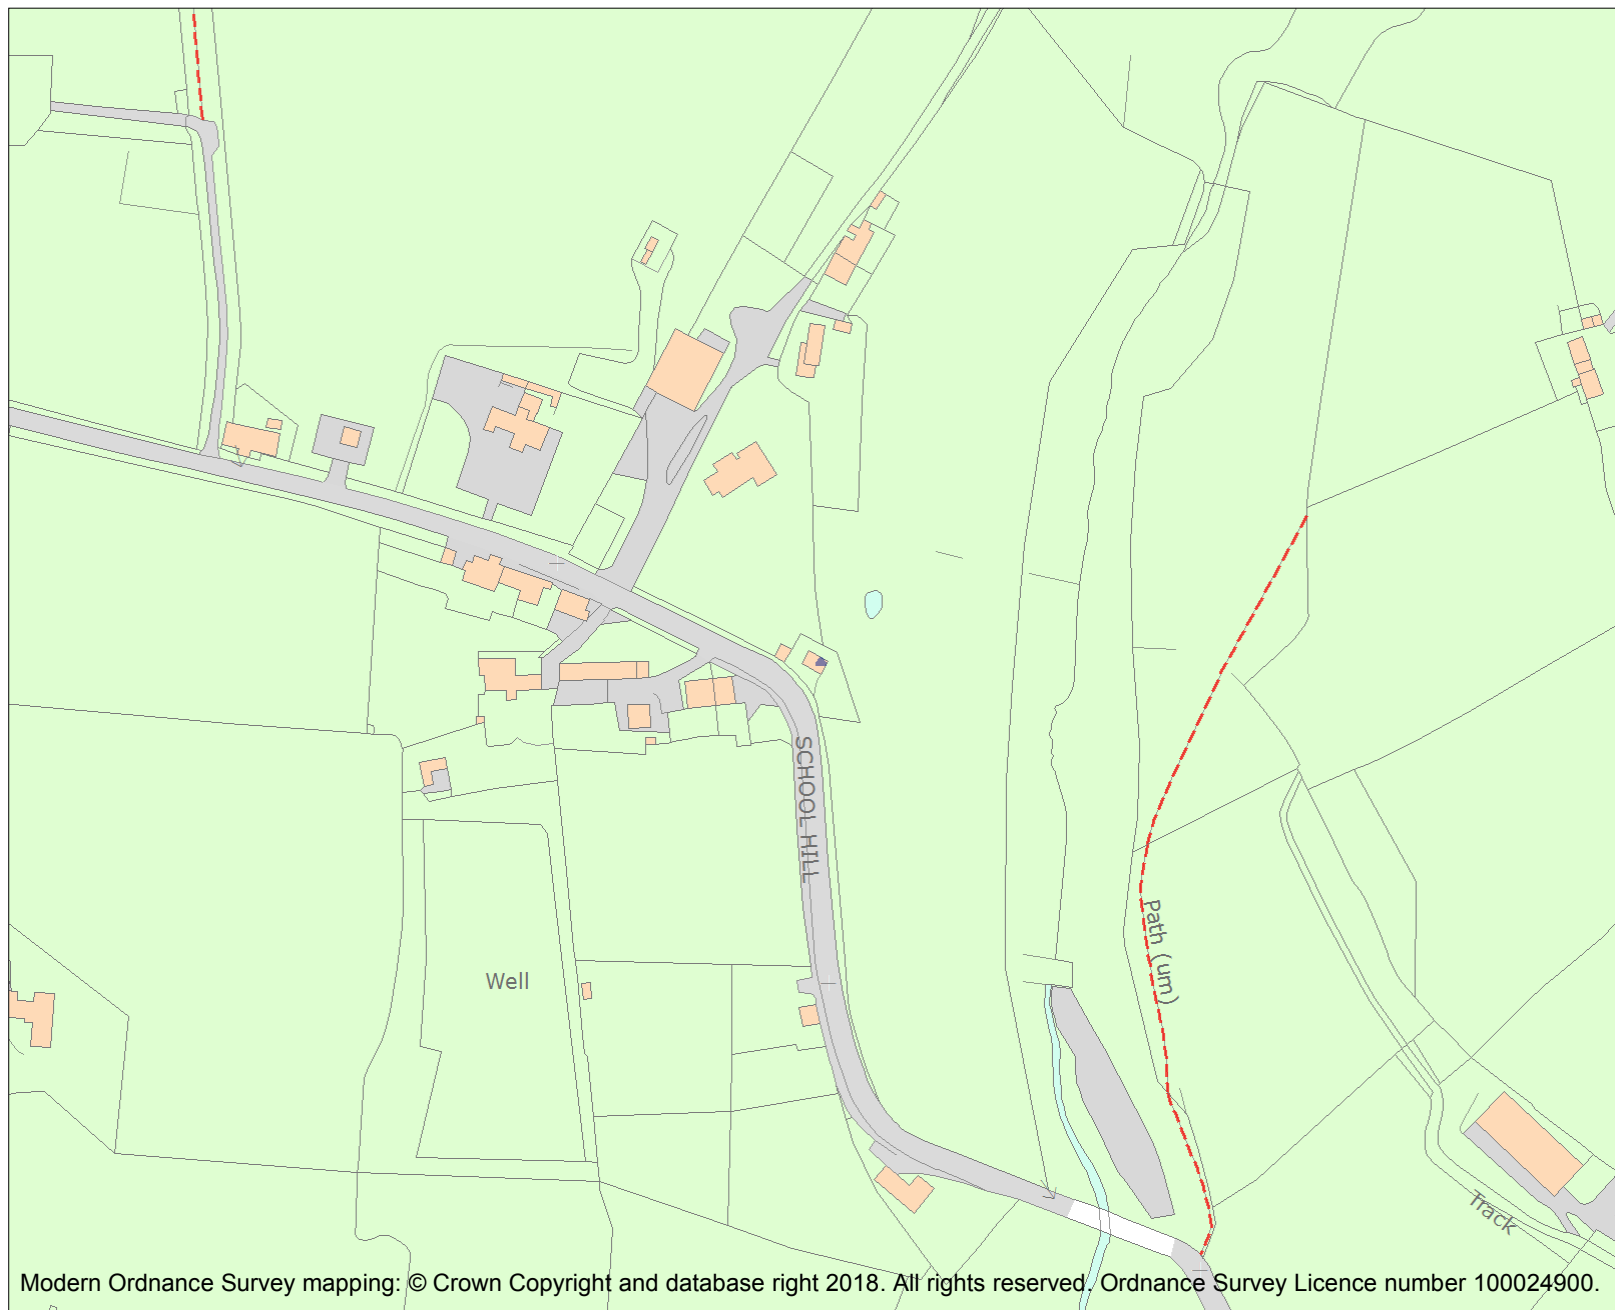 SCHOOL HILL
Path (um)
Well
Track
Modern Ordnance Survey mapping: © Crown Copyright and database right 2018. All rights reserved. Ordnance Survey Licence number 100024900.